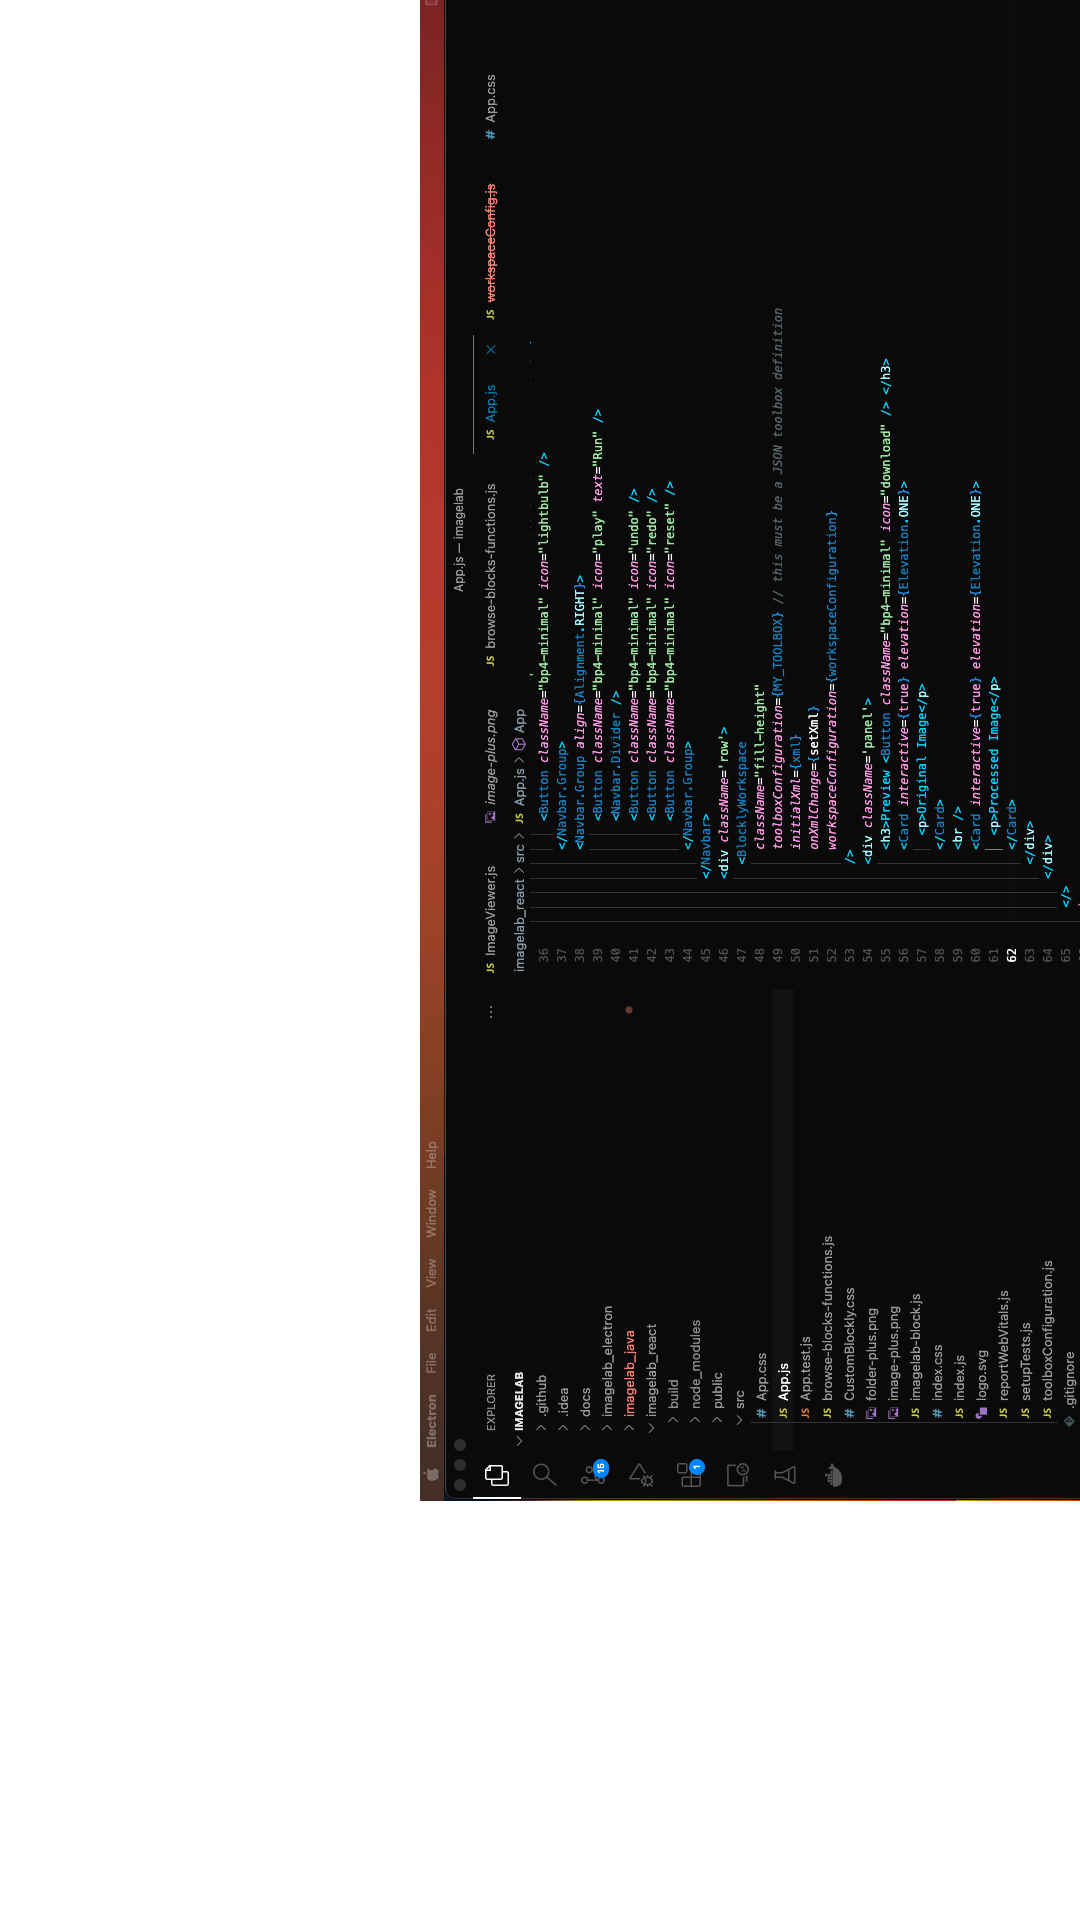 Electron File Edit View Window Help
App.js — imagelab
EXPLORER
...
JS ImageViewer.js
image-plus.png
JS browse-blocks-functions.js
JS App.js
JS workspaceConfig.js
# App.css
IMAGELAB
.github
.idea
docs
imagelab_electron
imagelab_java
imagelab_react
build
node_modules
public
src
# App.css
JS App.js
JS App.test.js
JS browse-blocks-functions.js
# CustomBlockly.css
folder-plus.png
image-plus.png
JS imagelab-block.js
# index.css
JS index.js
logo.svg
JS reportWebVitals.js
JS setupTests.js
JS toolboxConfiguration.js
.gitignore
15
1
imagelab_react > src > JS App.js > App
36 <Button className="bp4-minimal" icon="lightbulb" />
37 </Navbar.Group>
38 <Navbar.Group align={Alignment.RIGHT}>
39 <Button className="bp4-minimal" icon="play" text="Run" />
40 <Navbar.Divider />
41 <Button className="bp4-minimal" icon="undo" />
42 <Button className="bp4-minimal" icon="redo" />
43 <Button className="bp4-minimal" icon="reset" />
44 </Navbar.Group>
45 </Navbar>
46 <div className='row'>
47 <BlocklyWorkspace
48 className="fill-height"
49 toolboxConfiguration={MY_TOOLBOX} // this must be a JSON toolbox definition
50 initialXml={xml}
51 onXmlChange={setXml}
52 workspaceConfiguration={workspaceConfiguration}
53 />
54 <div className='panel'>
55 <h3>Preview <Button className="bp4-minimal" icon="download" /> </h3>
56 <Card interactive={true} elevation={Elevation.ONE}>
57 <p>Original Image</p>
58 </Card>
59 <br />
60 <Card interactive={true} elevation={Elevation.ONE}>
61 <p>Processed Image</p>
62 </Card>
63 </div>
64 </div>
65 </>